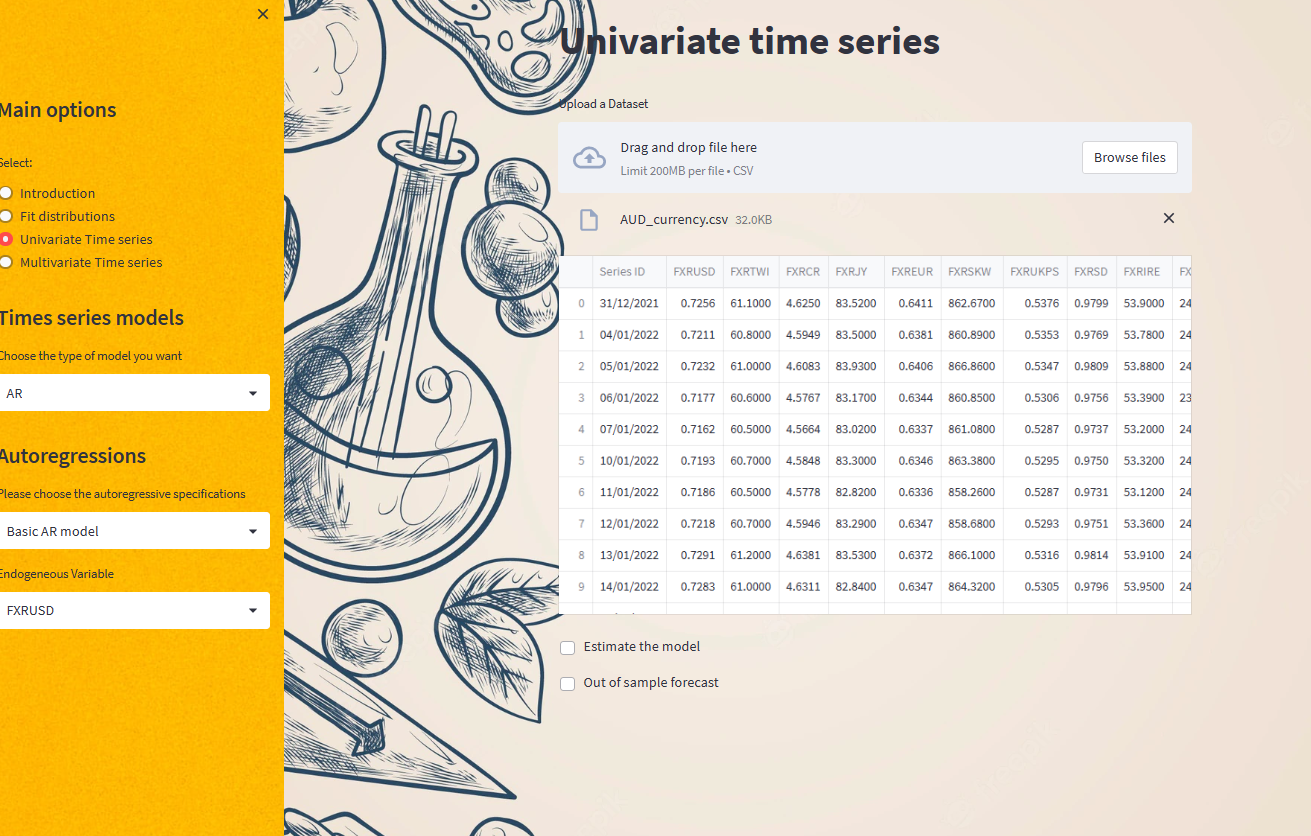 Main options
Select:
Introduction
Fit distributions
Univariate Time series
Multivariate Time series
Times series models
Choose the type of model you want
AR
Autoregressions
Please choose the autoregressive specifications
Basic AR model
Endogeneous Variable
FXRUSD
Univariate time series
Upload a Dataset
Drag and drop file here
Limit 200MB per file • CSV
Browse files
AUD_currency.csv 32.0KB
Series ID FXRUSD FXRTWI FXRCR FXRJY FXREUR FXRSKW FXRUKPS FXRSD FXRIRE FX
0 31/12/2021 0.7256 61.1000 4.6250 83.5200 0.6411 862.6700 0.5376 0.9799 53.9000 24
1 04/01/2022 0.7211 60.8000 4.5949 83.5000 0.6381 860.8900 0.5353 0.9769 53.7800 24
2 05/01/2022 0.7232 61.0000 4.6083 83.9300 0.6406 866.8600 0.5347 0.9809 53.8800 24
3 06/01/2022 0.7177 60.6000 4.5767 83.1700 0.6344 860.8500 0.5306 0.9756 53.3900 23
4 07/01/2022 0.7162 60.5000 4.5664 83.0200 0.6337 861.0800 0.5287 0.9737 53.2000 24
5 10/01/2022 0.7193 60.7000 4.5848 83.3000 0.6346 863.3800 0.5295 0.9750 53.3200 24
6 11/01/2022 0.7186 60.5000 4.5778 82.8200 0.6336 858.2600 0.5287 0.9731 53.1200 24
7 12/01/2022 0.7218 60.7000 4.5946 83.2900 0.6347 858.6800 0.5293 0.9751 53.3600 24
8 13/01/2022 0.7291 61.2000 4.6381 83.5300 0.6372 866.1000 0.5316 0.9814 53.9100 24
9 14/01/2022 0.7283 61.0000 4.6311 82.8400 0.6347 864.3200 0.5305 0.9796 53.9500 24
Estimate the model
Out of sample forecast